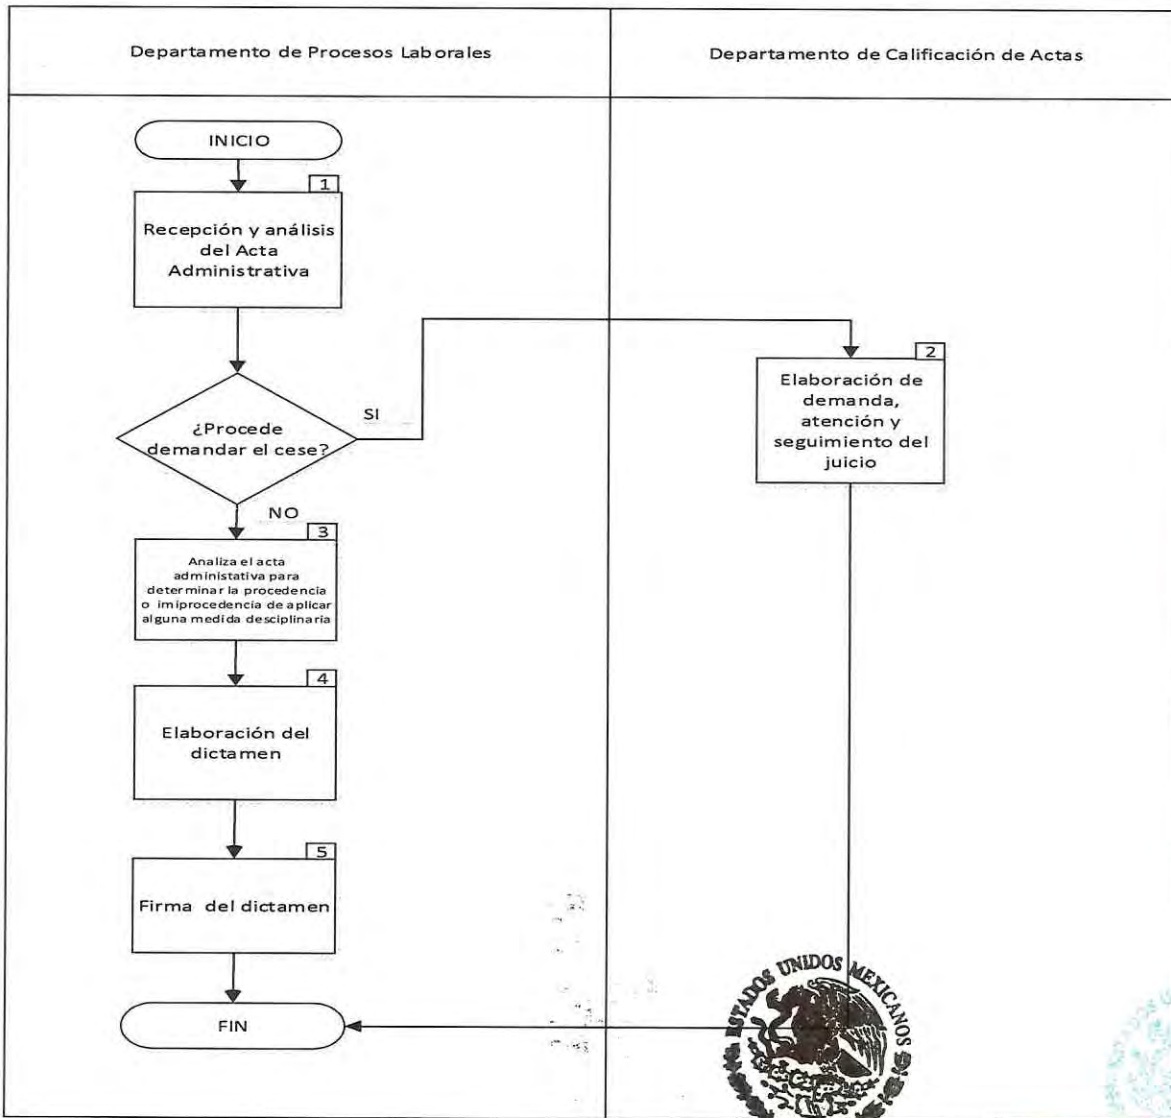 Departamento de Procesos Laborales
Departamento de Calificación de Actas
INICIO
1
Recepción y análisis
del Acta
Administrativa
¿Procede
demandar el cese?
SI
NO
2
Elaboración de
demanda,
atención y
seguimiento del
juicio
3
Analiza el acta
administativa para
determinar la procedencia
o imiprocedencia de aplicar
alguna medida desciplinaria
4
Elaboración del
dictamen
5
Firma del dictamen
FIN
ESTADOS UNIDOS MEXICANOS